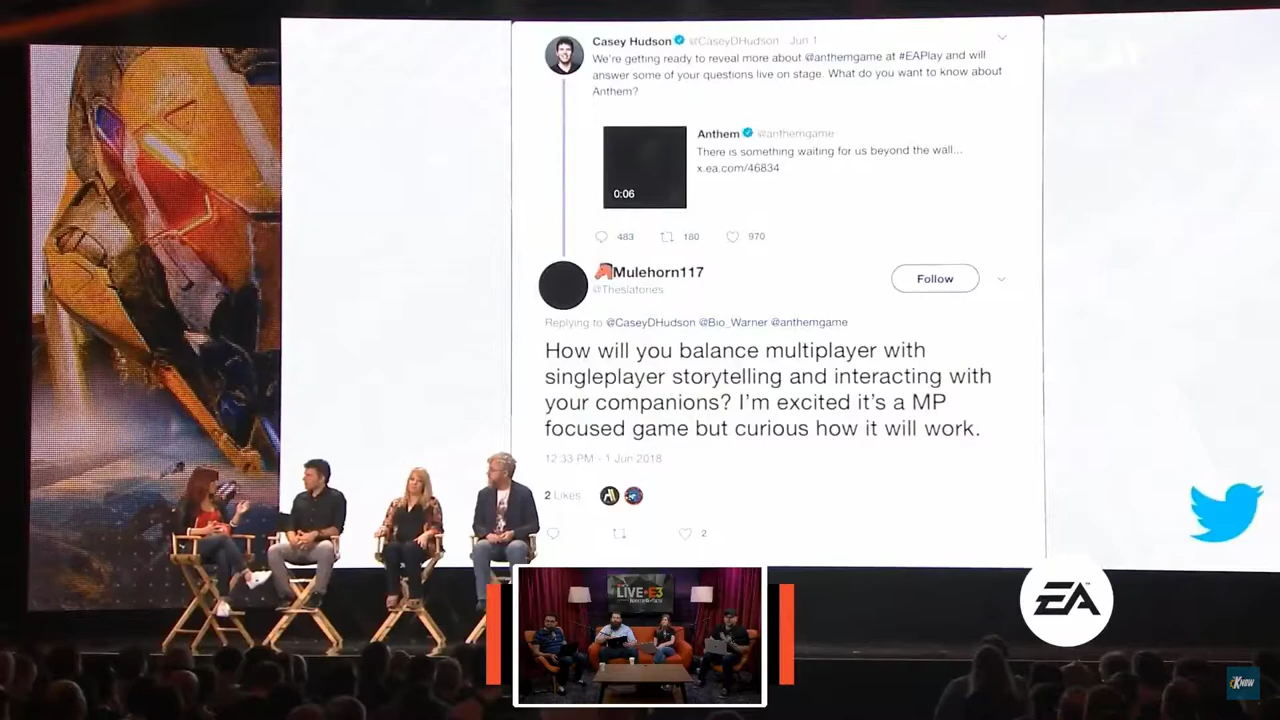 Casey Hudson @CaseyDHudson · Jun 1
We're getting ready to reveal more about @anthemgame at #EAPlay and will
answer some of your questions live on stage. What do you want to know about
Anthem?
Anthem @anthemgame
There is something waiting for us beyond the wall...
x.ea.com/46834
0:06
483 180 970
Mulehorn117
@Thesiatones
Follow
Replying to @CaseyDHudson @Bio_Warner @anthemgame
How will you balance multiplayer with
singleplayer storytelling and interacting with
your companions? I'm excited it's a MP
focused game but curious how it will work.
12:33 PM - 1 Jun 2018
2 Likes
2
EA
LIVE E3
Know